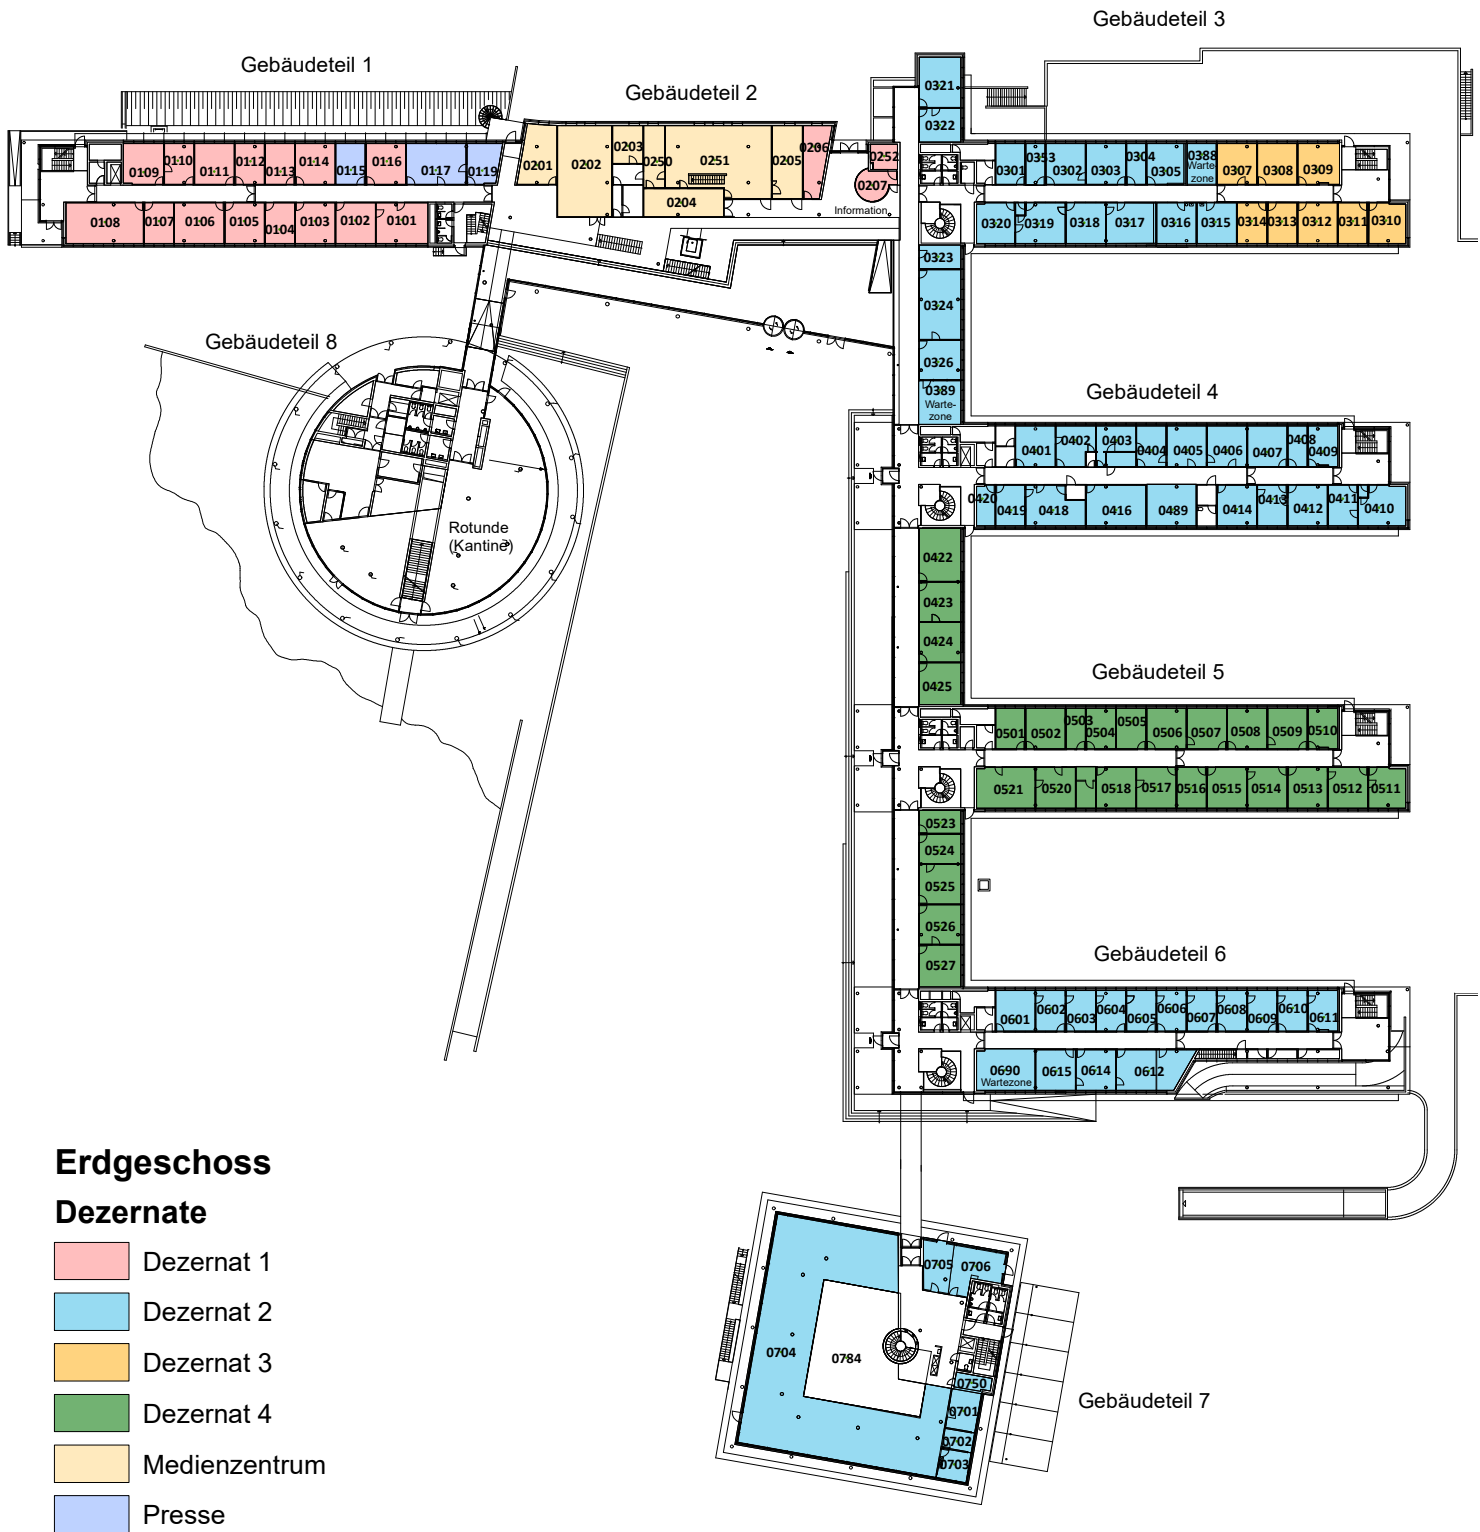 Gebäudeteil 3
Gebäudeteil 1
Gebäudeteil 2
0321
0322
0110 0112 0114 0116
0109 0111 0113 0115 0117 0119
0108 0107 0106 0105 0104 0103 0102 0101
0201 0202 0203 0250 0251 0205 0206
0204
0252
0207
Information
0301 0353 0302 0303 0304 0305 0388 0307 0308 0309
Warte-
zone
0320 0319 0318 0317 0316 0315 0314 0313 0312 0311 0310
0323
0324
0326
0389
Warte-
zone
Gebäudeteil 8
Rotunde
(Kantine)
Gebäudeteil 4
0401 0402 0403 0404 0405 0406 0407 0408 0409
0420 0419 0418 0416 0489 0414 0413 0412 0411 0410
0422
0423
0424
0425
Gebäudeteil 5
0501 0502 0503 0504 0505 0506 0507 0508 0509 0510
0521 0520 0518 0517 0516 0515 0514 0513 0512 0511
0523
0524
0525
0526
0527
Gebäudeteil 6
0601 0602 0603 0604 0605 0606 0607 0608 0609 0610 0611
0690 0615 0614 0612
Wartezone
0705 0706
0704 0784
0750
0701
0702
0703
Gebäudeteil 7
Erdgeschoss
Dezernate
Dezernat 1
Dezernat 2
Dezernat 3
Dezernat 4
Medienzentrum
Presse